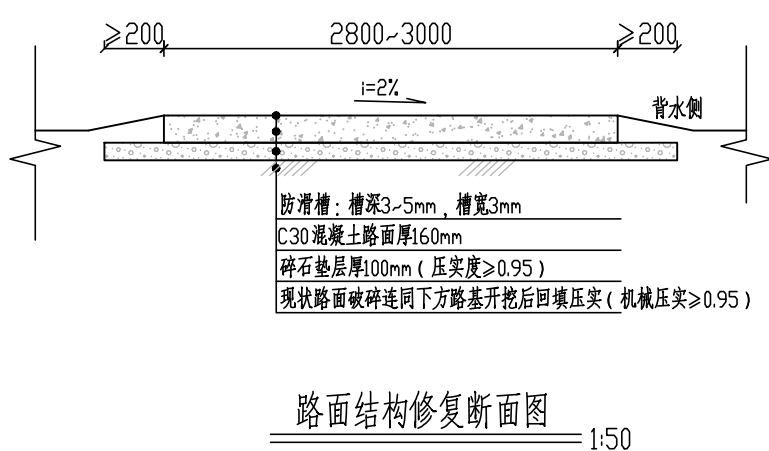 ≥200 2800~3000 ≥200
i=2%
背水侧
防滑槽：槽深3~5mm，槽宽3mm
C30混凝土路面厚160mm
碎石垫层厚100mm（压实度≥0.95）
现状路面破碎连同下方路基开挖后回填压实（机械压实≥0.95）
路面结构修复断面图
1:50